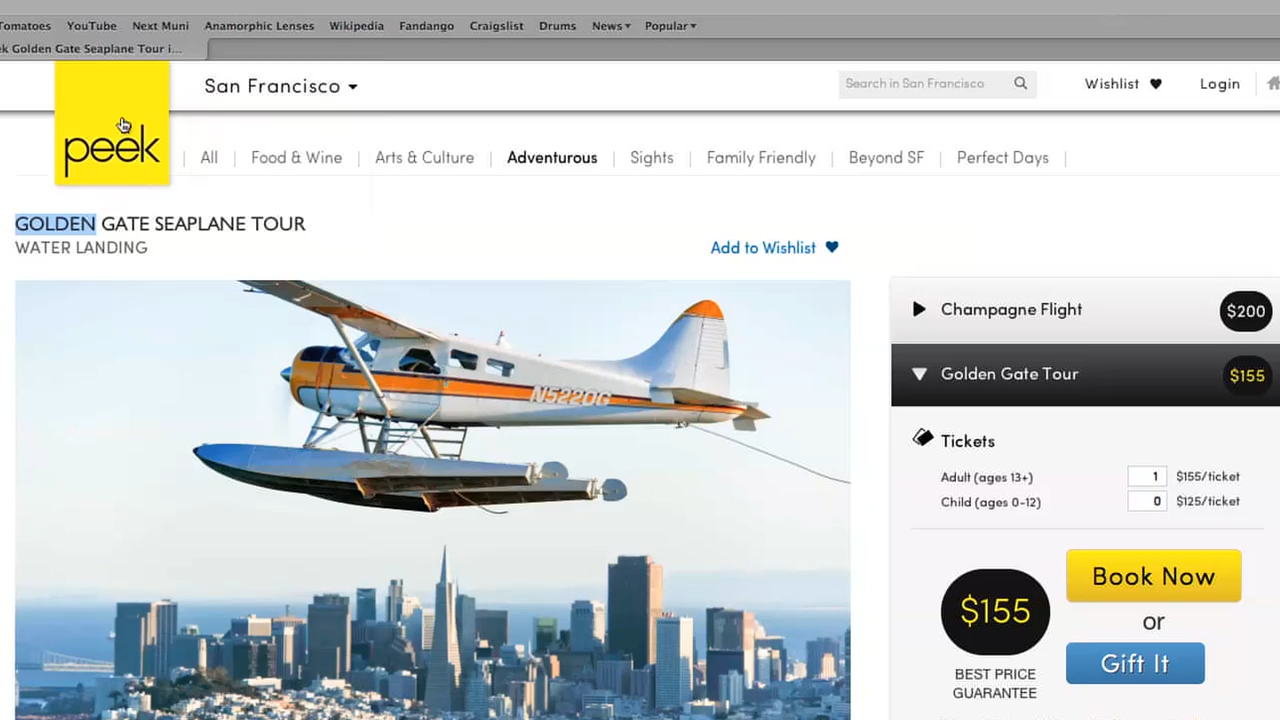 Tomatoes YouTube Next Muni Anamorphic Lenses Wikipedia Fandango Craigslist Drums News Popular
ek Golden Gate Seaplane Tour i...
peek
San Francisco
Search in San Francisco
Wishlist
Login
All Food & Wine Arts & Culture Adventurous Sights Family Friendly Beyond SF Perfect Days
GOLDEN GATE SEAPLANE TOUR
WATER LANDING
Add to Wishlist
N522OG
Champagne Flight $200
Golden Gate Tour $155
Tickets
Adult (ages 13+) 1 $155/ticket
Child (ages 0-12) 0 $125/ticket
$155
BEST PRICE
GUARANTEE
Book Now
or
Gift It